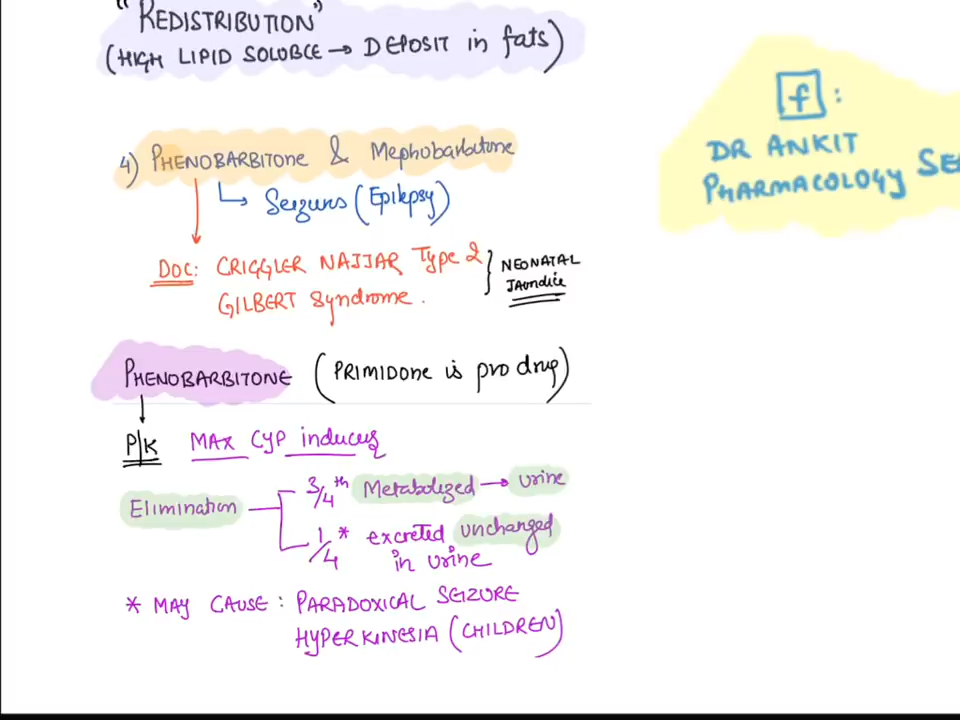 "REDISTRIBUTION"
(HIGH LIPID SOLUBLE → DEPOSIT in fats)
f :
DR ANKIT
PHARMACOLOGY SE
4) PHENOBARBITONE & Mephobarbitone
Seizures (Epilepsy)
DOC: CRIGGLER NAJJAR Type 2
GILBERT Syndrome.
NEONATAL
Jaundice
PHENOBARBITONE (PRIMIDONE is pro drug)
P/K MAX CYP inducer
Elimination
3/4th Metabolized → urine
1/4 * excreted unchanged
in urine
* MAY CAUSE : PARADOXICAL SEIZURE
HYPERKINESIA (CHILDREN)